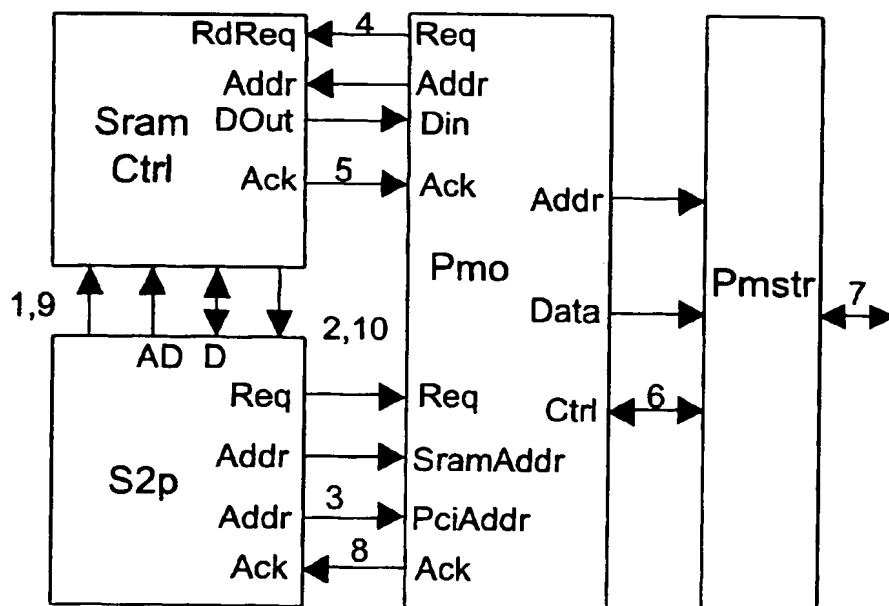 RdReq 4 Req
Addr Addr
Sram
Ctrl
DOut Din
Ack 5 Ack
Addr
Pmo
Pmstr
Data
7
1,9
2,10
AD D
Req Req
Ctrl 6
Addr SramAddr
S2p
Addr 3 PciAddr
Ack 8 Ack